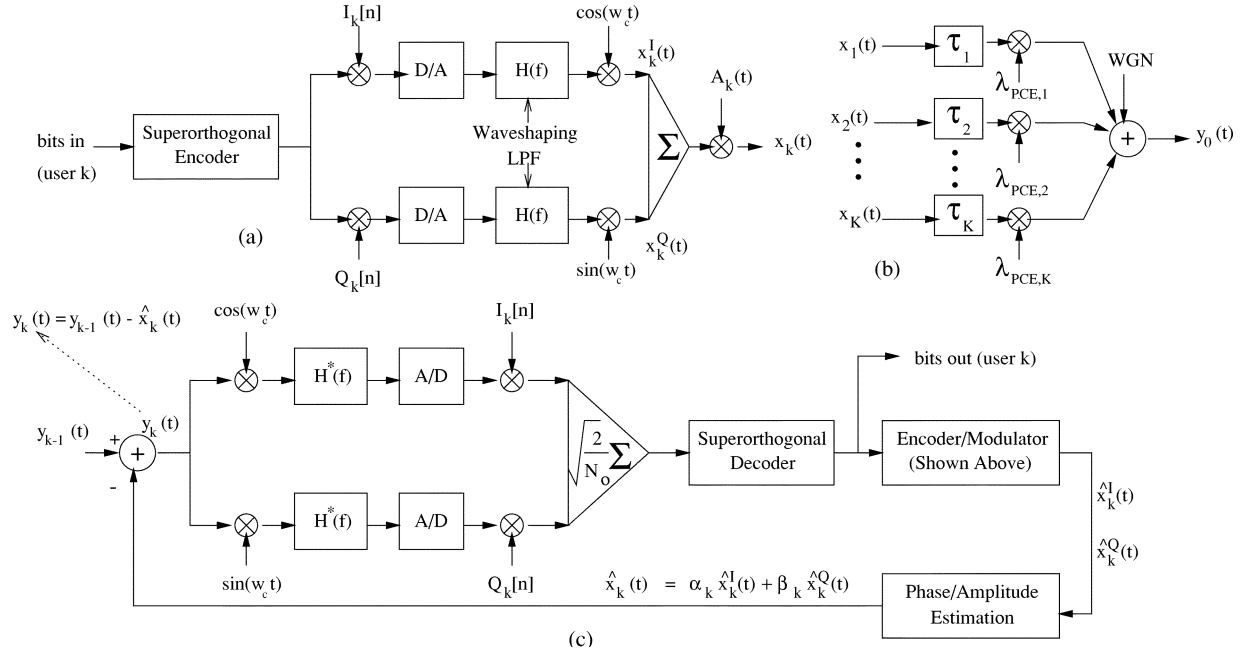 I_k[n]
cos(w_c t)
D/A
H(f)
x_k^I(t)
A_k(t)
bits in
(user k)
Superorthogonal
Encoder
Waveshaping
LPF
Σ
x_k(t)
D/A
H(f)
(a)
Q_k[n]
sin(w_c t)
x_k^Q(t)
x_1(t)
τ_1
λ_PCE,1
WGN
x_2(t)
τ_2
λ_PCE,2
+
y_0(t)
x_K(t)
τ_K
λ_PCE,K
(b)
y_k(t) = y_{k-1}(t) - x̂_k(t)
cos(w_c t)
I_k[n]
H*(f)
A/D
bits out (user k)
y_{k-1}(t)
+
+
-
y_k(t)
√2/N_o Σ
Superorthogonal
Decoder
Encoder/Modulator
(Shown Above)
x̂_k^I(t)
x̂_k^Q(t)
H*(f)
A/D
sin(w_c t)
Q_k[n]
x̂_k(t) = α_k x̂_k^I(t) + β_k x̂_k^Q(t)
Phase/Amplitude
Estimation
(c)